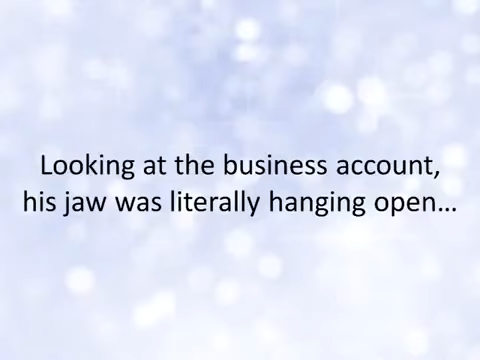 Looking at the business account,
his jaw was literally hanging open…